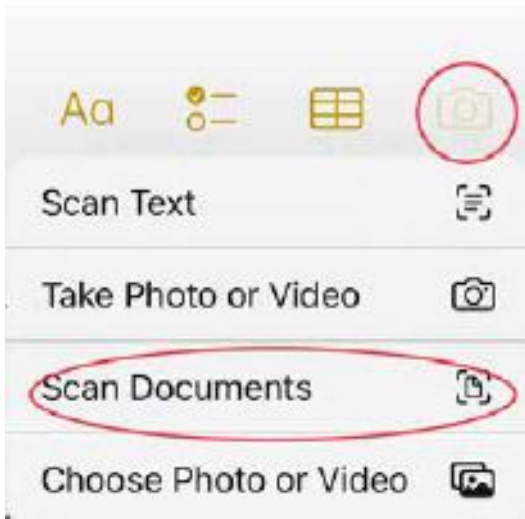 Aa
Scan Text
Take Photo or Video
Scan Documents
Choose Photo or Video